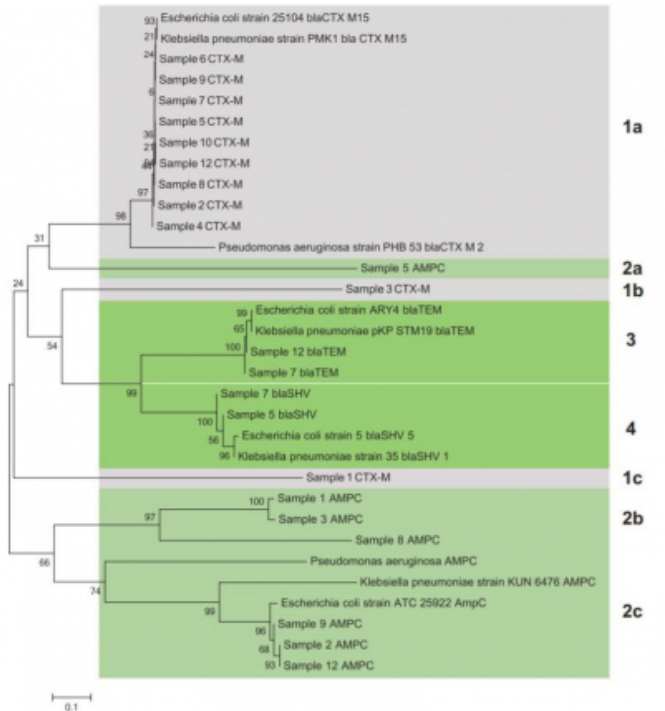 93
Escherichia coli strain 25104 blaCTX M15
21
Klebsiella pneumoniae strain PMK1 bla CTX M15
24
Sample 6 CTX-M
Sample 9 CTX-M
6
Sample 7 CTX-M
Sample 5 CTX-M
1a
36
Sample 10 CTX-M
21
Sample 12 CTX-M
Sample 8 CTX-M
97
Sample 2 CTX-M
98
Sample 4 CTX-M
31
Pseudomonas aeruginosa strain PHB 53 blaCTX M 2
Sample 5 AMPC
2a
24
Sample 3 CTX-M
1b
99
Escherichia coli strain ARY4 blaTEM
65
Klebsiella pneumoniae pKP STM19 blaTEM
3
54
100
Sample 12 blaTEM
Sample 7 blaTEM
99
Sample 7 blaSHV
100
Sample 5 blaSHV
4
56
Escherichia coli strain 5 blaSHV 5
96
Klebsiella pneumoniae strain 35 blaSHV 1
Sample 1 CTX-M
1c
100
Sample 1 AMPC
97
Sample 3 AMPC
2b
Sample 8 AMPC
66
Pseudomonas aeruginosa AMPC
74
Klebsiella pneumoniae strain KUN 6476 AMPC
99
Escherichia coli strain ATC 25922 AmpC
2c
96
Sample 9 AMPC
68
Sample 2 AMPC
93
Sample 12 AMPC
0.1